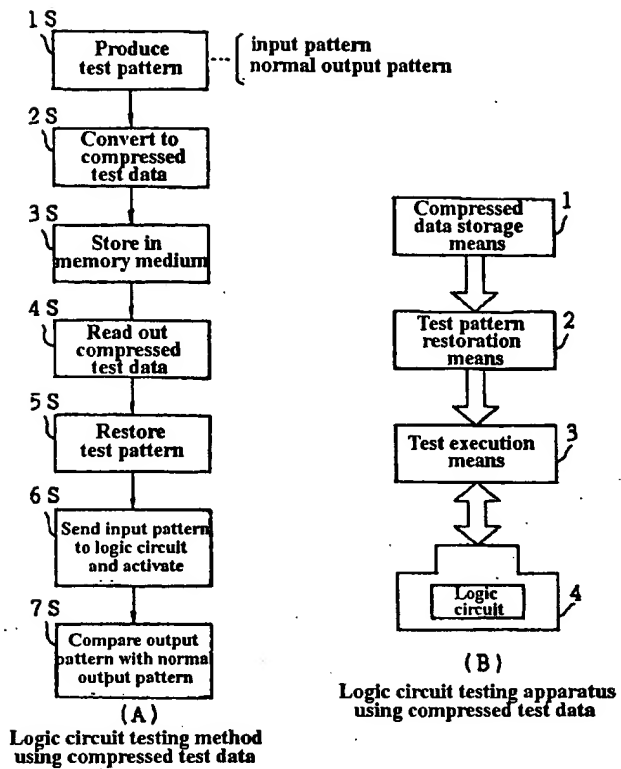 1 S
Produce
test pattern
input pattern
normal output pattern
2 S
Convert to
compressed
test data
3 S
Store in
memory medium
4 S
Read out
compressed
test data
5 S
Restore
test pattern
6 S
Send input pattern
to logic circuit
and activate
7 S
Compare output
pattern with normal
output pattern
(A)
Logic circuit testing method
using compressed test data
1
Compressed
data storage
means
2
Test pattern
restoration
means
3
Test execution
means
4
Logic
circuit
(B)
Logic circuit testing apparatus
using compressed test data